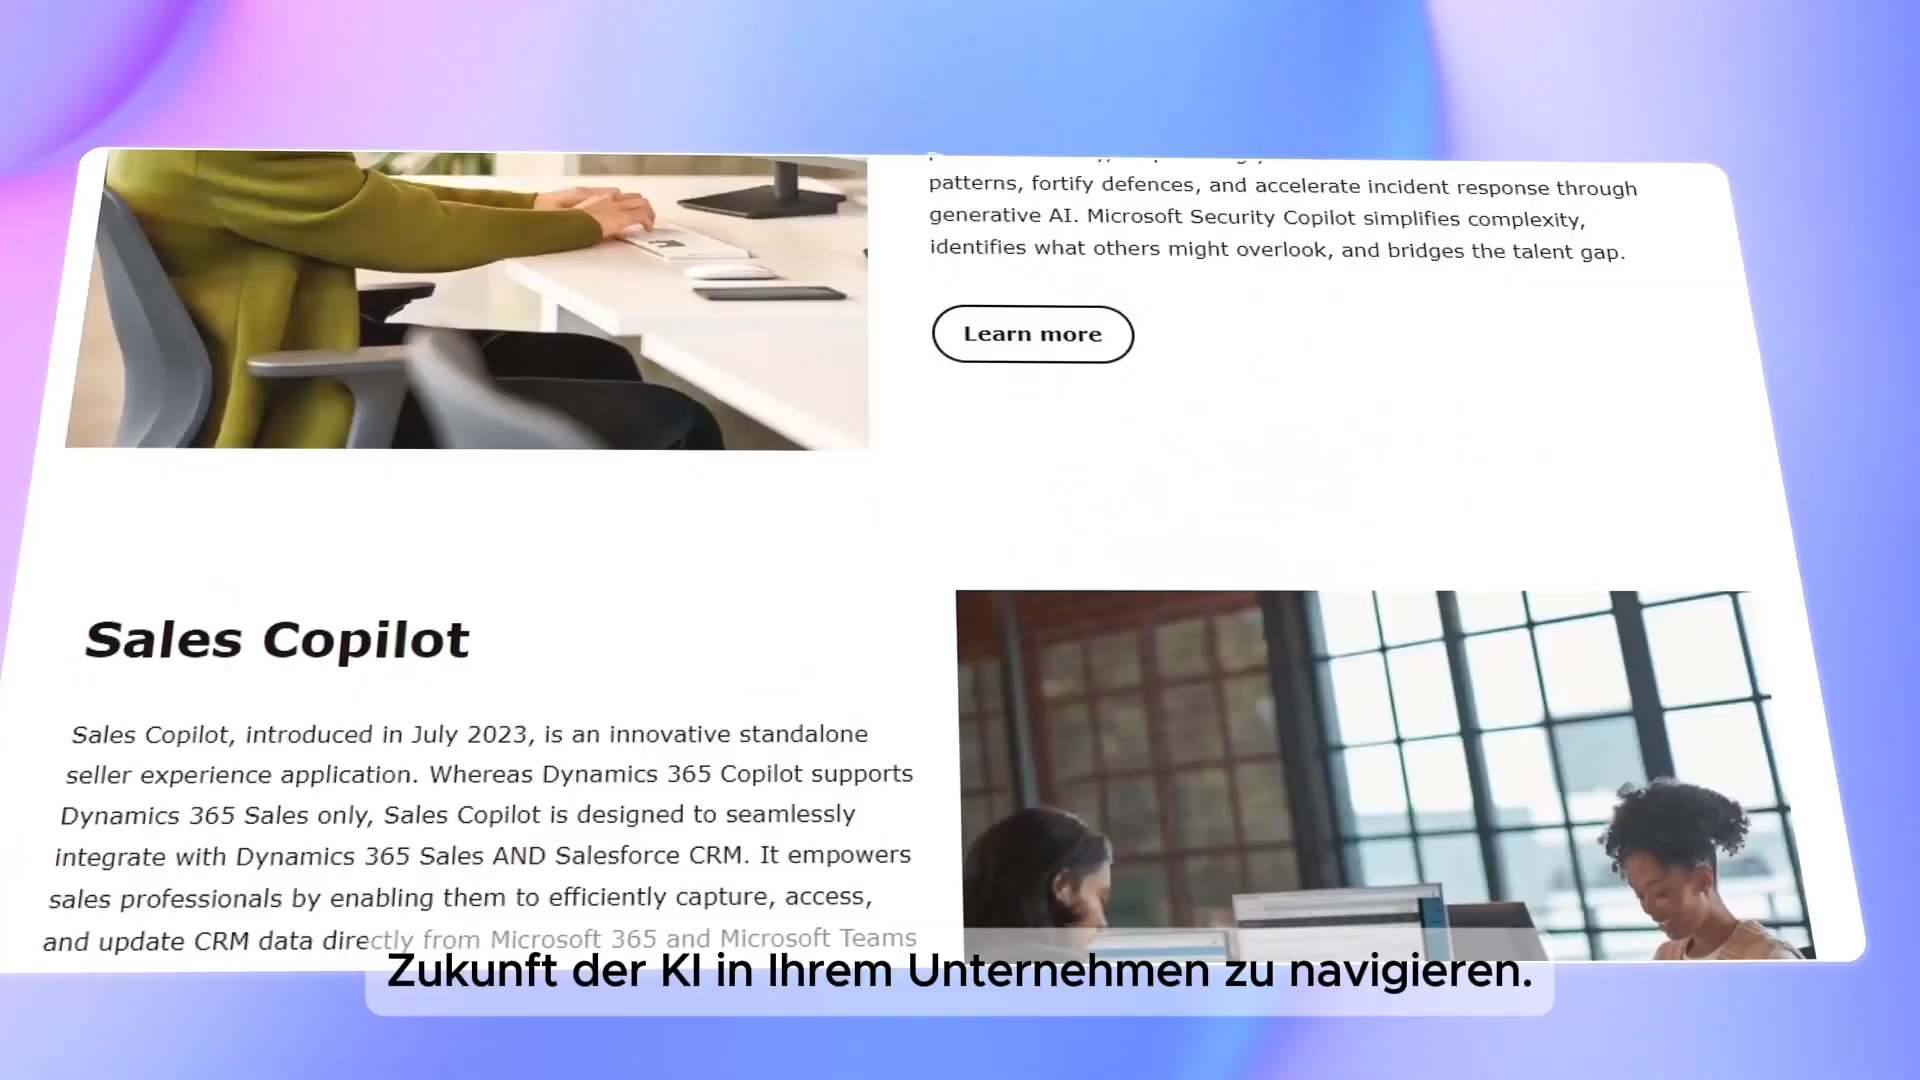 patterns, fortify defences, and accelerate incident response through
generative AI. Microsoft Security Copilot simplifies complexity,
identifies what others might overlook, and bridges the talent gap.
Learn more
Sales Copilot
Sales Copilot, introduced in July 2023, is an innovative standalone
seller experience application. Whereas Dynamics 365 Copilot supports
Dynamics 365 Sales only, Sales Copilot is designed to seamlessly
integrate with Dynamics 365 Sales AND Salesforce CRM. It empowers
sales professionals by enabling them to efficiently capture, access,
and update CRM data directly from Microsoft 365 and Microsoft Teams
Zukunft der KI in Ihrem Unternehmen zu navigieren.